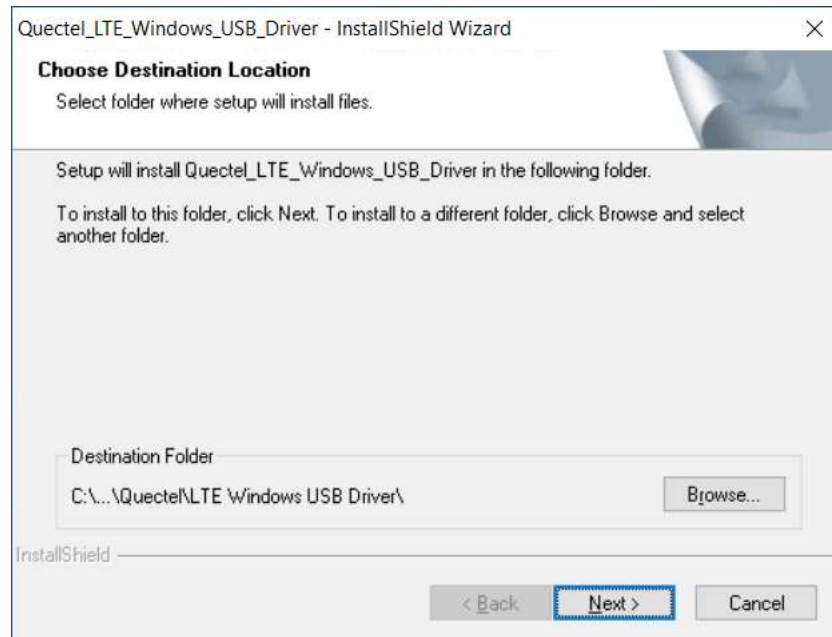 Quectel_LTE_Windows_USB_Driver - InstallShield Wizard
Choose Destination Location
Select folder where setup will install files.
Setup will install Quectel_LTE_Windows_USB_Driver in the following folder.
To install to this folder, click Next. To install to a different folder, click Browse and select
another folder.
Destination Folder
C:\...\Quectel\LTE Windows USB Driver\
Browse...
InstallShield
< Back
Next >
Cancel